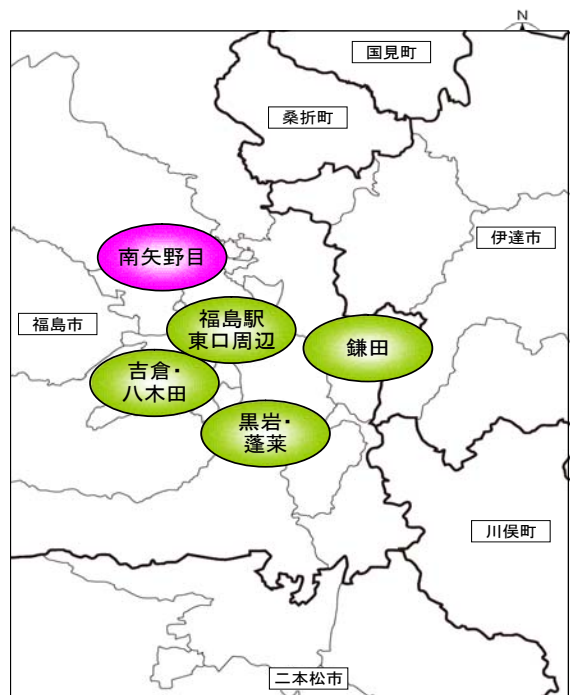 N
国見町
桑折町
伊達市
南矢野目
福島市
福島駅
東口周辺
鎌田
吉倉・
八木田
黒岩・
蓬莱
川俣町
二本松市